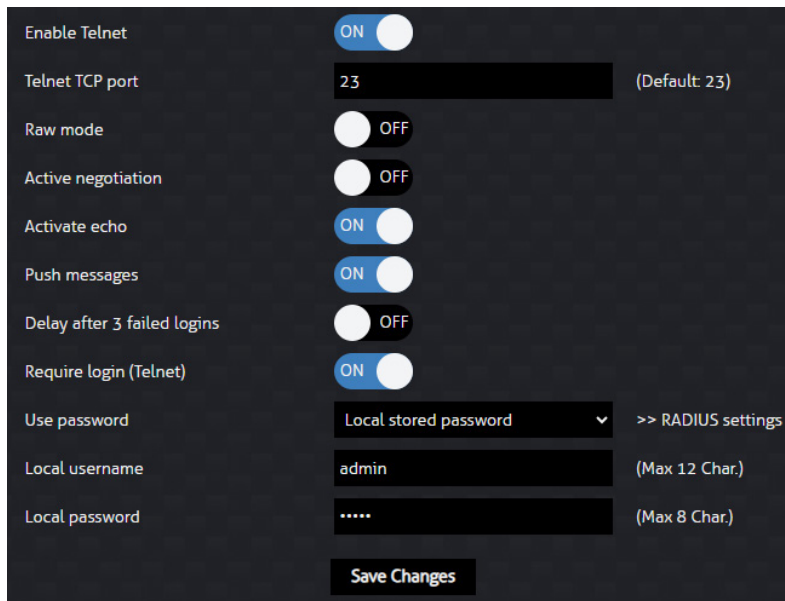 Enable Telnet ON
Telnet TCP port 23 (Default: 23)
Raw mode OFF
Active negotiation OFF
Activate echo ON
Push messages ON
Delay after 3 failed logins OFF
Require login (Telnet) ON
Use password Local stored password >> RADIUS settings
Local username admin (Max 12 Char.)
Local password ••••• (Max 8 Char.)
Save Changes